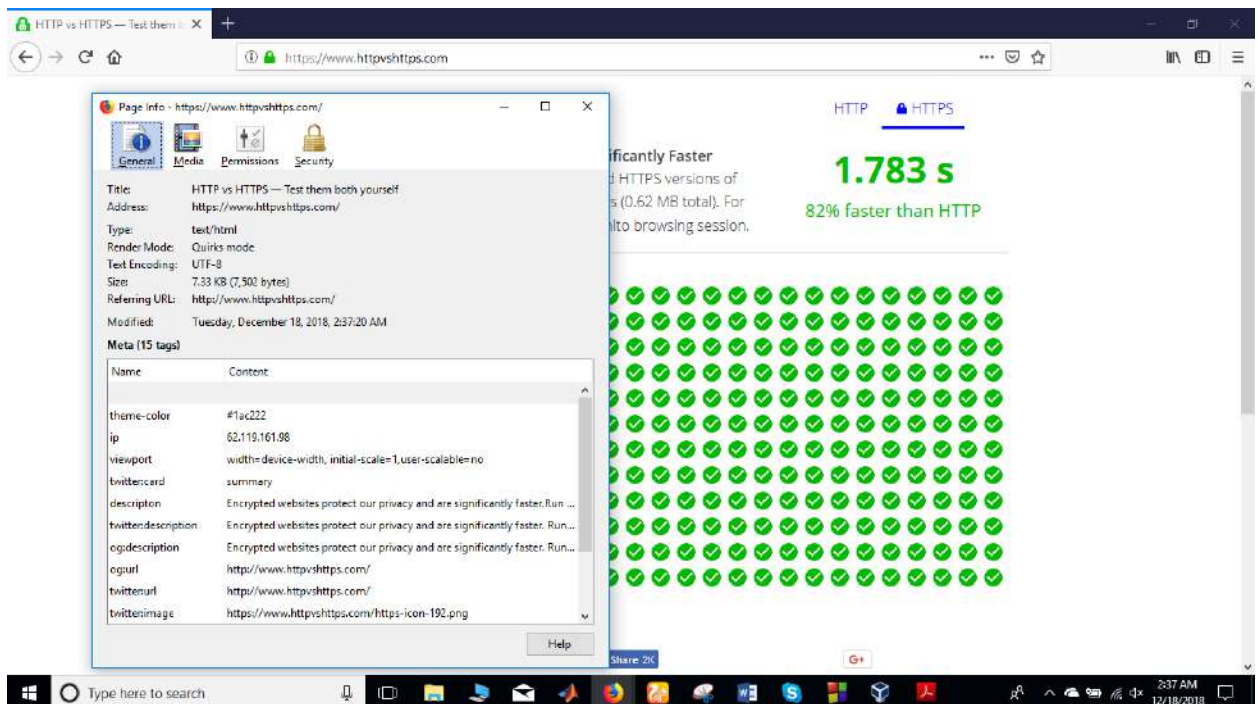 HTTP vs HTTPS — Test them
https://www.httpvshttps.com
Page Info - https://www.httpvshttps.com/
General Media Permissions Security
Title: HTTP vs HTTPS — Test them both yourself
Address: https://www.httpvshttps.com/
Type: text/html
Render Mode: Quirks mode
Text Encoding: UTF-8
Size: 7.33 KB (7,502 bytes)
Referring URL: http://www.httpvshttps.com/
Modified: Tuesday, December 18, 2018, 2:37:20 AM
Meta (15 tags)
Name Content
theme-color #1ac222
ip 62.119.161.98
viewport width=device-width, initial-scale=1,user-scalable=no
twitter:card summary
descripton Encrypted websites protect our privacy and are significantly faster.Run ...
twitter:description Encrypted websites protect our privacy and are significantly faster. Run...
og:description Encrypted websites protect our privacy and are significantly faster. Run...
og:url http://www.httpvshttps.com/
twitter:url http://www.httpvshttps.com/
twitter:image https://www.httpvshttps.com/https-icon-192.png
Help
HTTP HTTPS
ificantly Faster
HTTPS versions of
s (0.62 MB total). For
nito browsing session.
1.783 s
82% faster than HTTP
Share 2K
G+
Type here to search
2:37 AM
12/18/2018